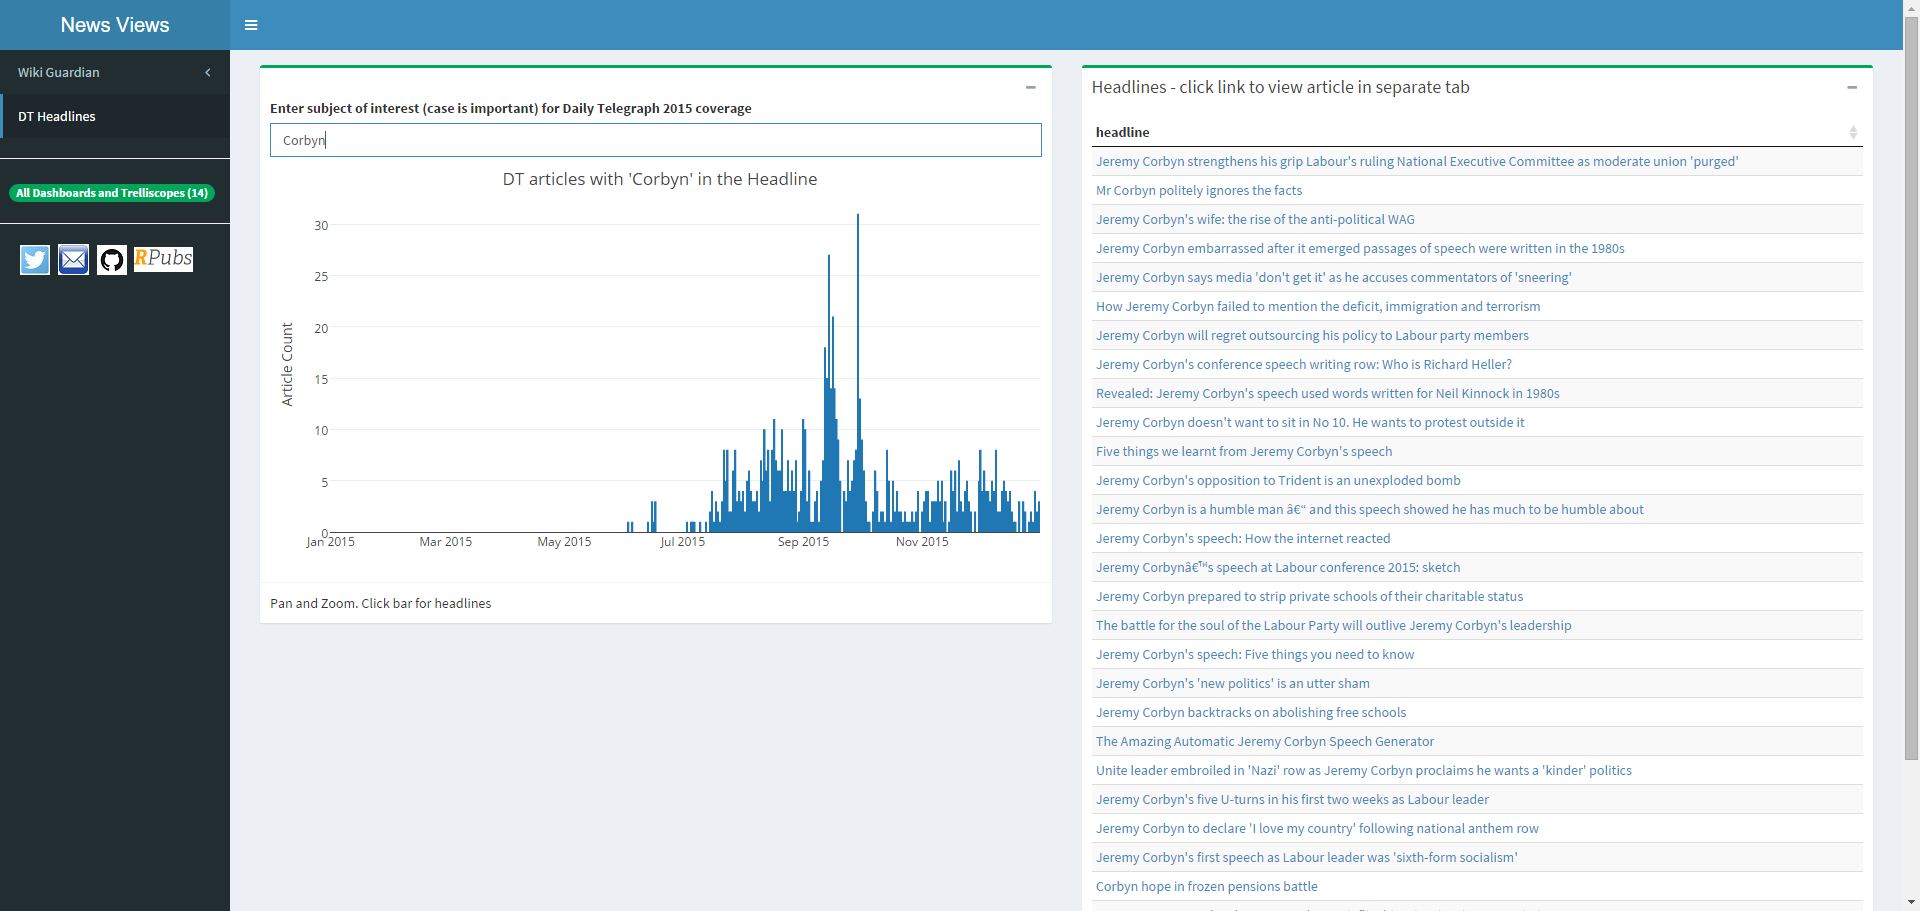 News Views
Wiki Guardian
DT Headlines
All Dashboards and Trelliscopes (14)
RPubs
Enter subject of interest (case is important) for Daily Telegraph 2015 coverage
Corbyn
DT articles with 'Corbyn' in the Headline
Article Count
30
25
20
15
10
5
0
Jan 2015 Mar 2015 May 2015 Jul 2015 Sep 2015 Nov 2015
Pan and Zoom. Click bar for headlines
Headlines - click link to view article in separate tab
headline
Jeremy Corbyn strengthens his grip Labour's ruling National Executive Committee as moderate union 'purged'
Mr Corbyn politely ignores the facts
Jeremy Corbyn's wife: the rise of the anti-political WAG
Jeremy Corbyn embarrassed after it emerged passages of speech were written in the 1980s
Jeremy Corbyn says media 'don't get it' as he accuses commentators of 'sneering'
How Jeremy Corbyn failed to mention the deficit, immigration and terrorism
Jeremy Corbyn will regret outsourcing his policy to Labour party members
Jeremy Corbyn's conference speech writing row: Who is Richard Heller?
Revealed: Jeremy Corbyn's speech used words written for Neil Kinnock in 1980s
Jeremy Corbyn doesn't want to sit in No 10. He wants to protest outside it
Five things we learnt from Jeremy Corbyn's speech
Jeremy Corbyn's opposition to Trident is an unexploded bomb
Jeremy Corbyn is a humble man â€“ and this speech showed he has much to be humble about
Jeremy Corbyn's speech: How the internet reacted
Jeremy Corbynâ€™s speech at Labour conference 2015: sketch
Jeremy Corbyn prepared to strip private schools of their charitable status
The battle for the soul of the Labour Party will outlive Jeremy Corbyn's leadership
Jeremy Corbyn's speech: Five things you need to know
Jeremy Corbyn's 'new politics' is an utter sham
Jeremy Corbyn backtracks on abolishing free schools
The Amazing Automatic Jeremy Corbyn Speech Generator
Unite leader embroiled in 'Nazi' row as Jeremy Corbyn proclaims he wants a 'kinder' politics
Jeremy Corbyn's five U-turns in his first two weeks as Labour leader
Jeremy Corbyn to declare 'I love my country' following national anthem row
Jeremy Corbyn's first speech as Labour leader was 'sixth-form socialism'
Corbyn hope in frozen pensions battle